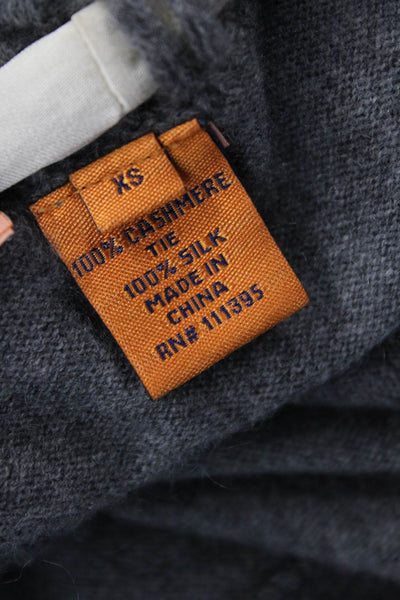 XS
100% CASHMERE
TIE
100% SILK
MADE IN
CHINA
RN# 111395